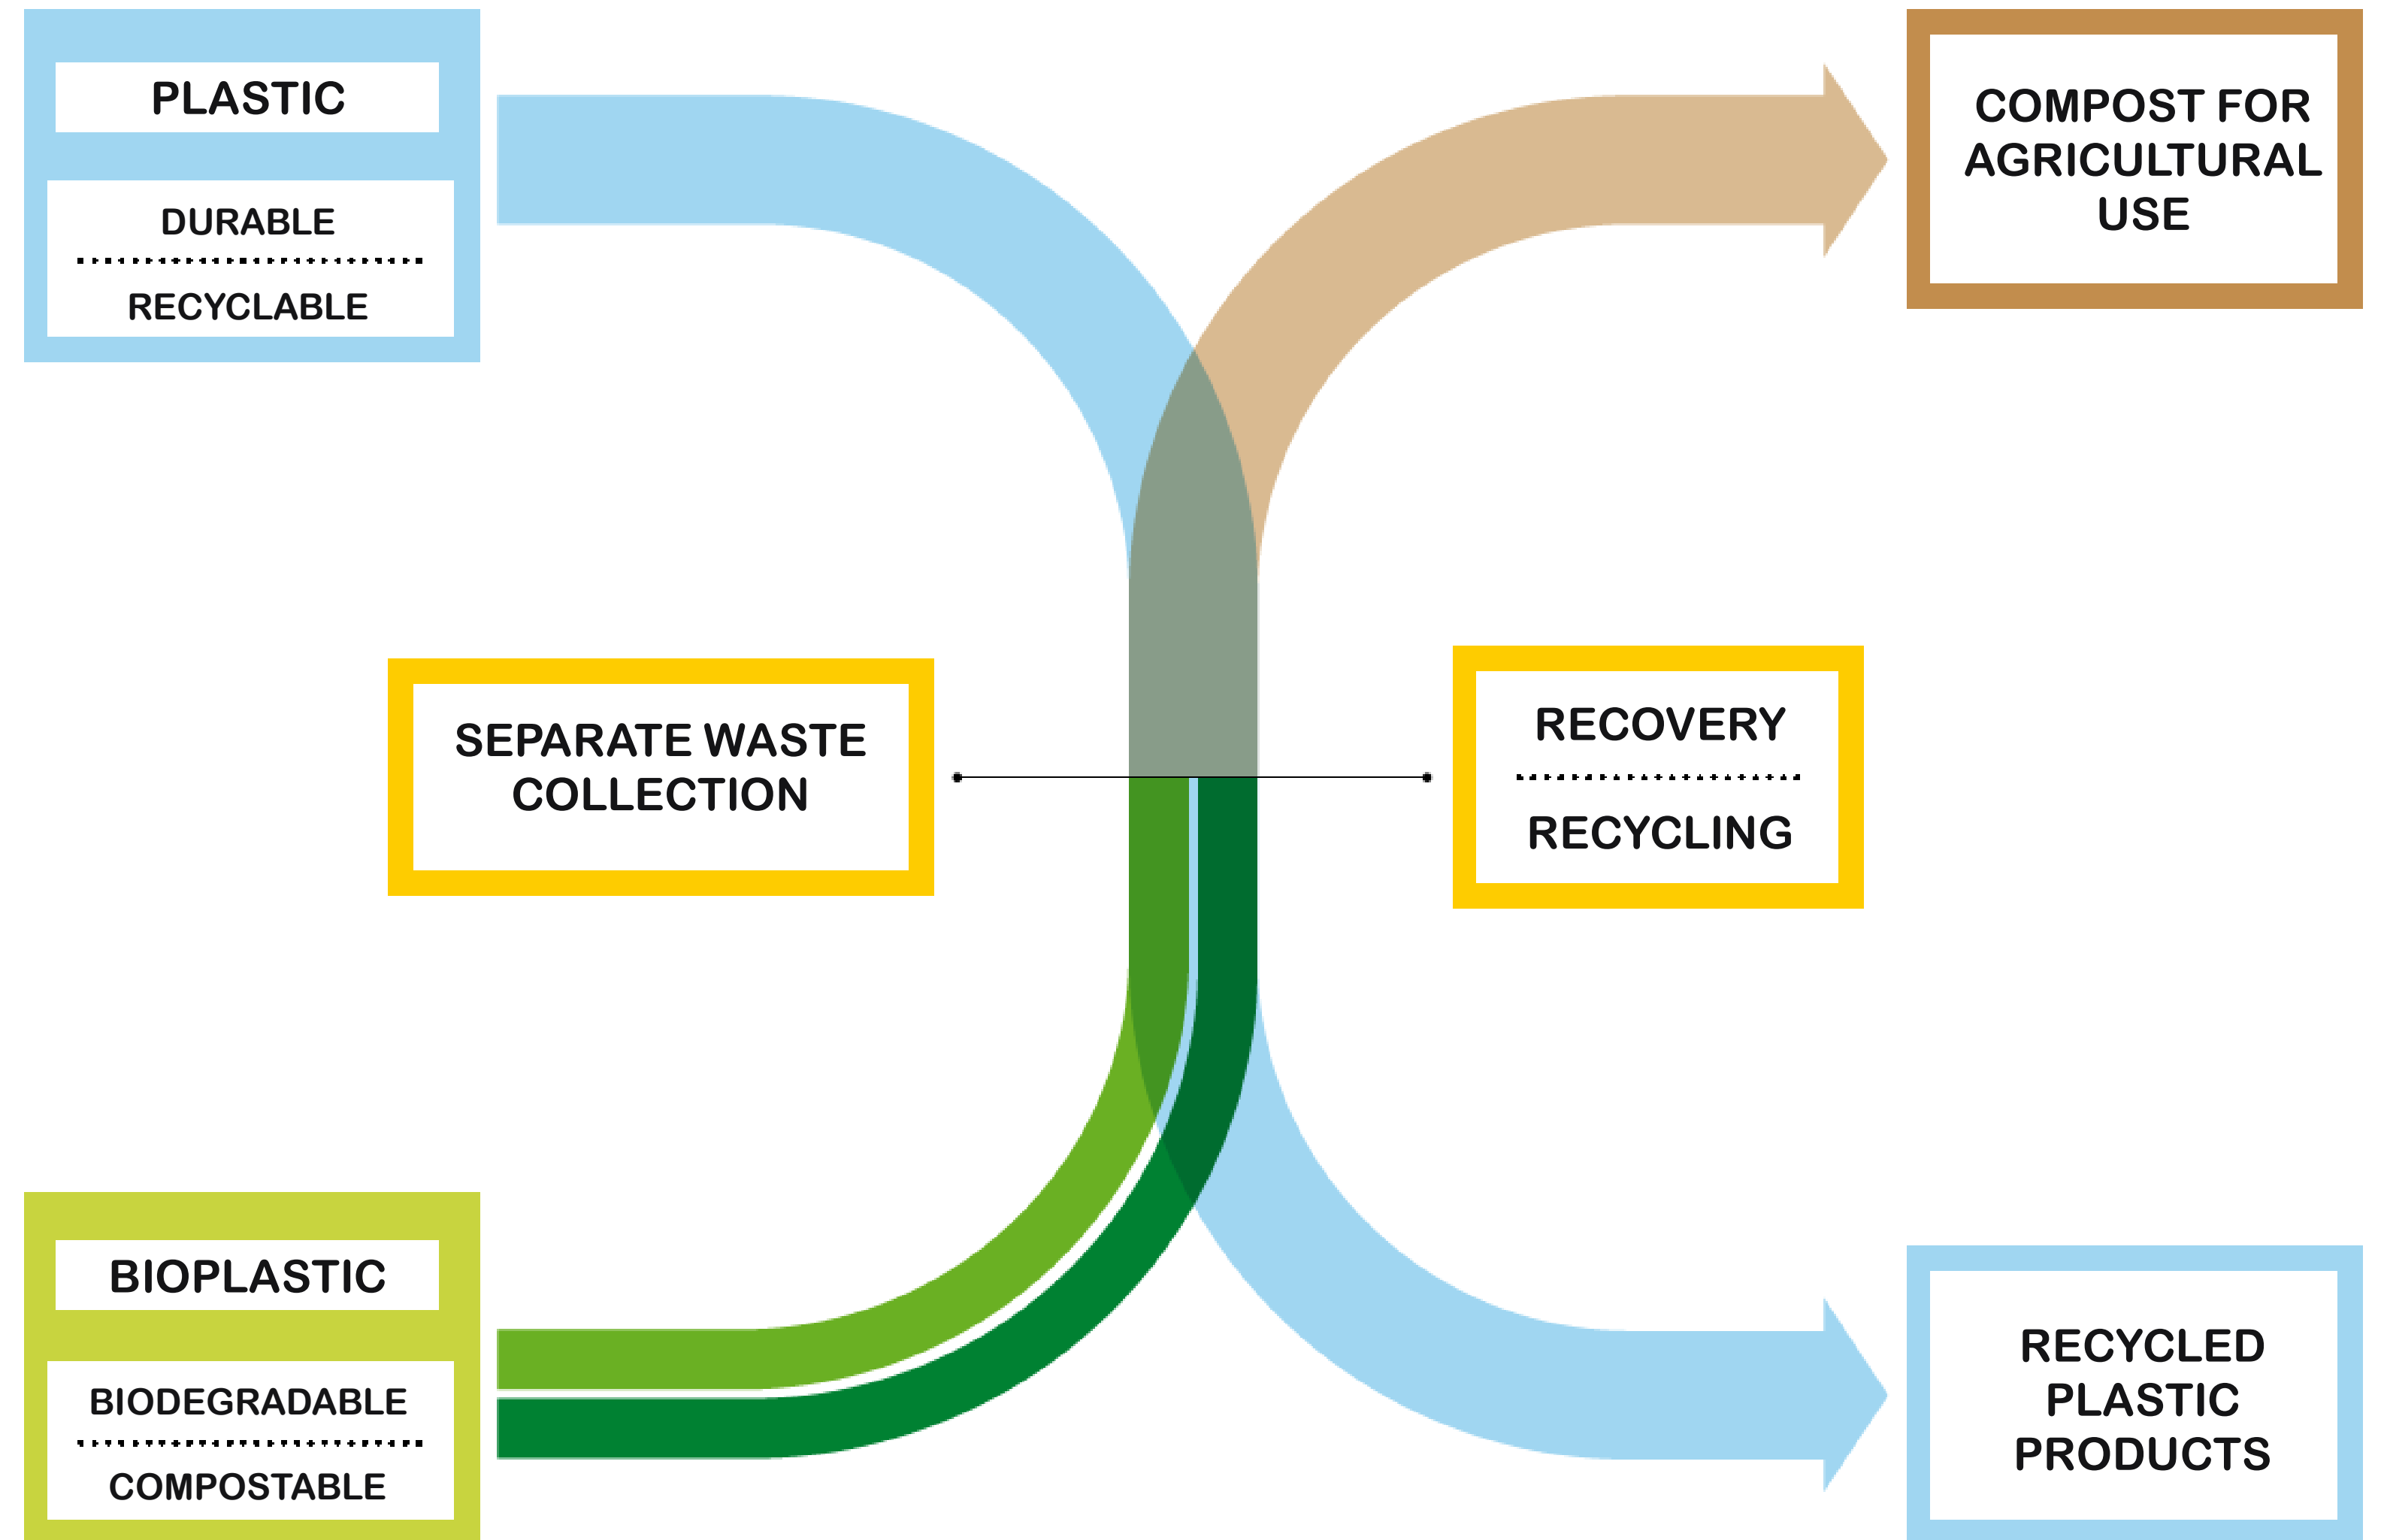 PLASTIC
DURABLE
RECYCLABLE
COMPOST FOR
AGRICULTURAL
USE
SEPARATE WASTE
COLLECTION
RECOVERY
RECYCLING
BIOPLASTIC
BIODEGRADABLE
COMPOSTABLE
RECYCLED
PLASTIC
PRODUCTS